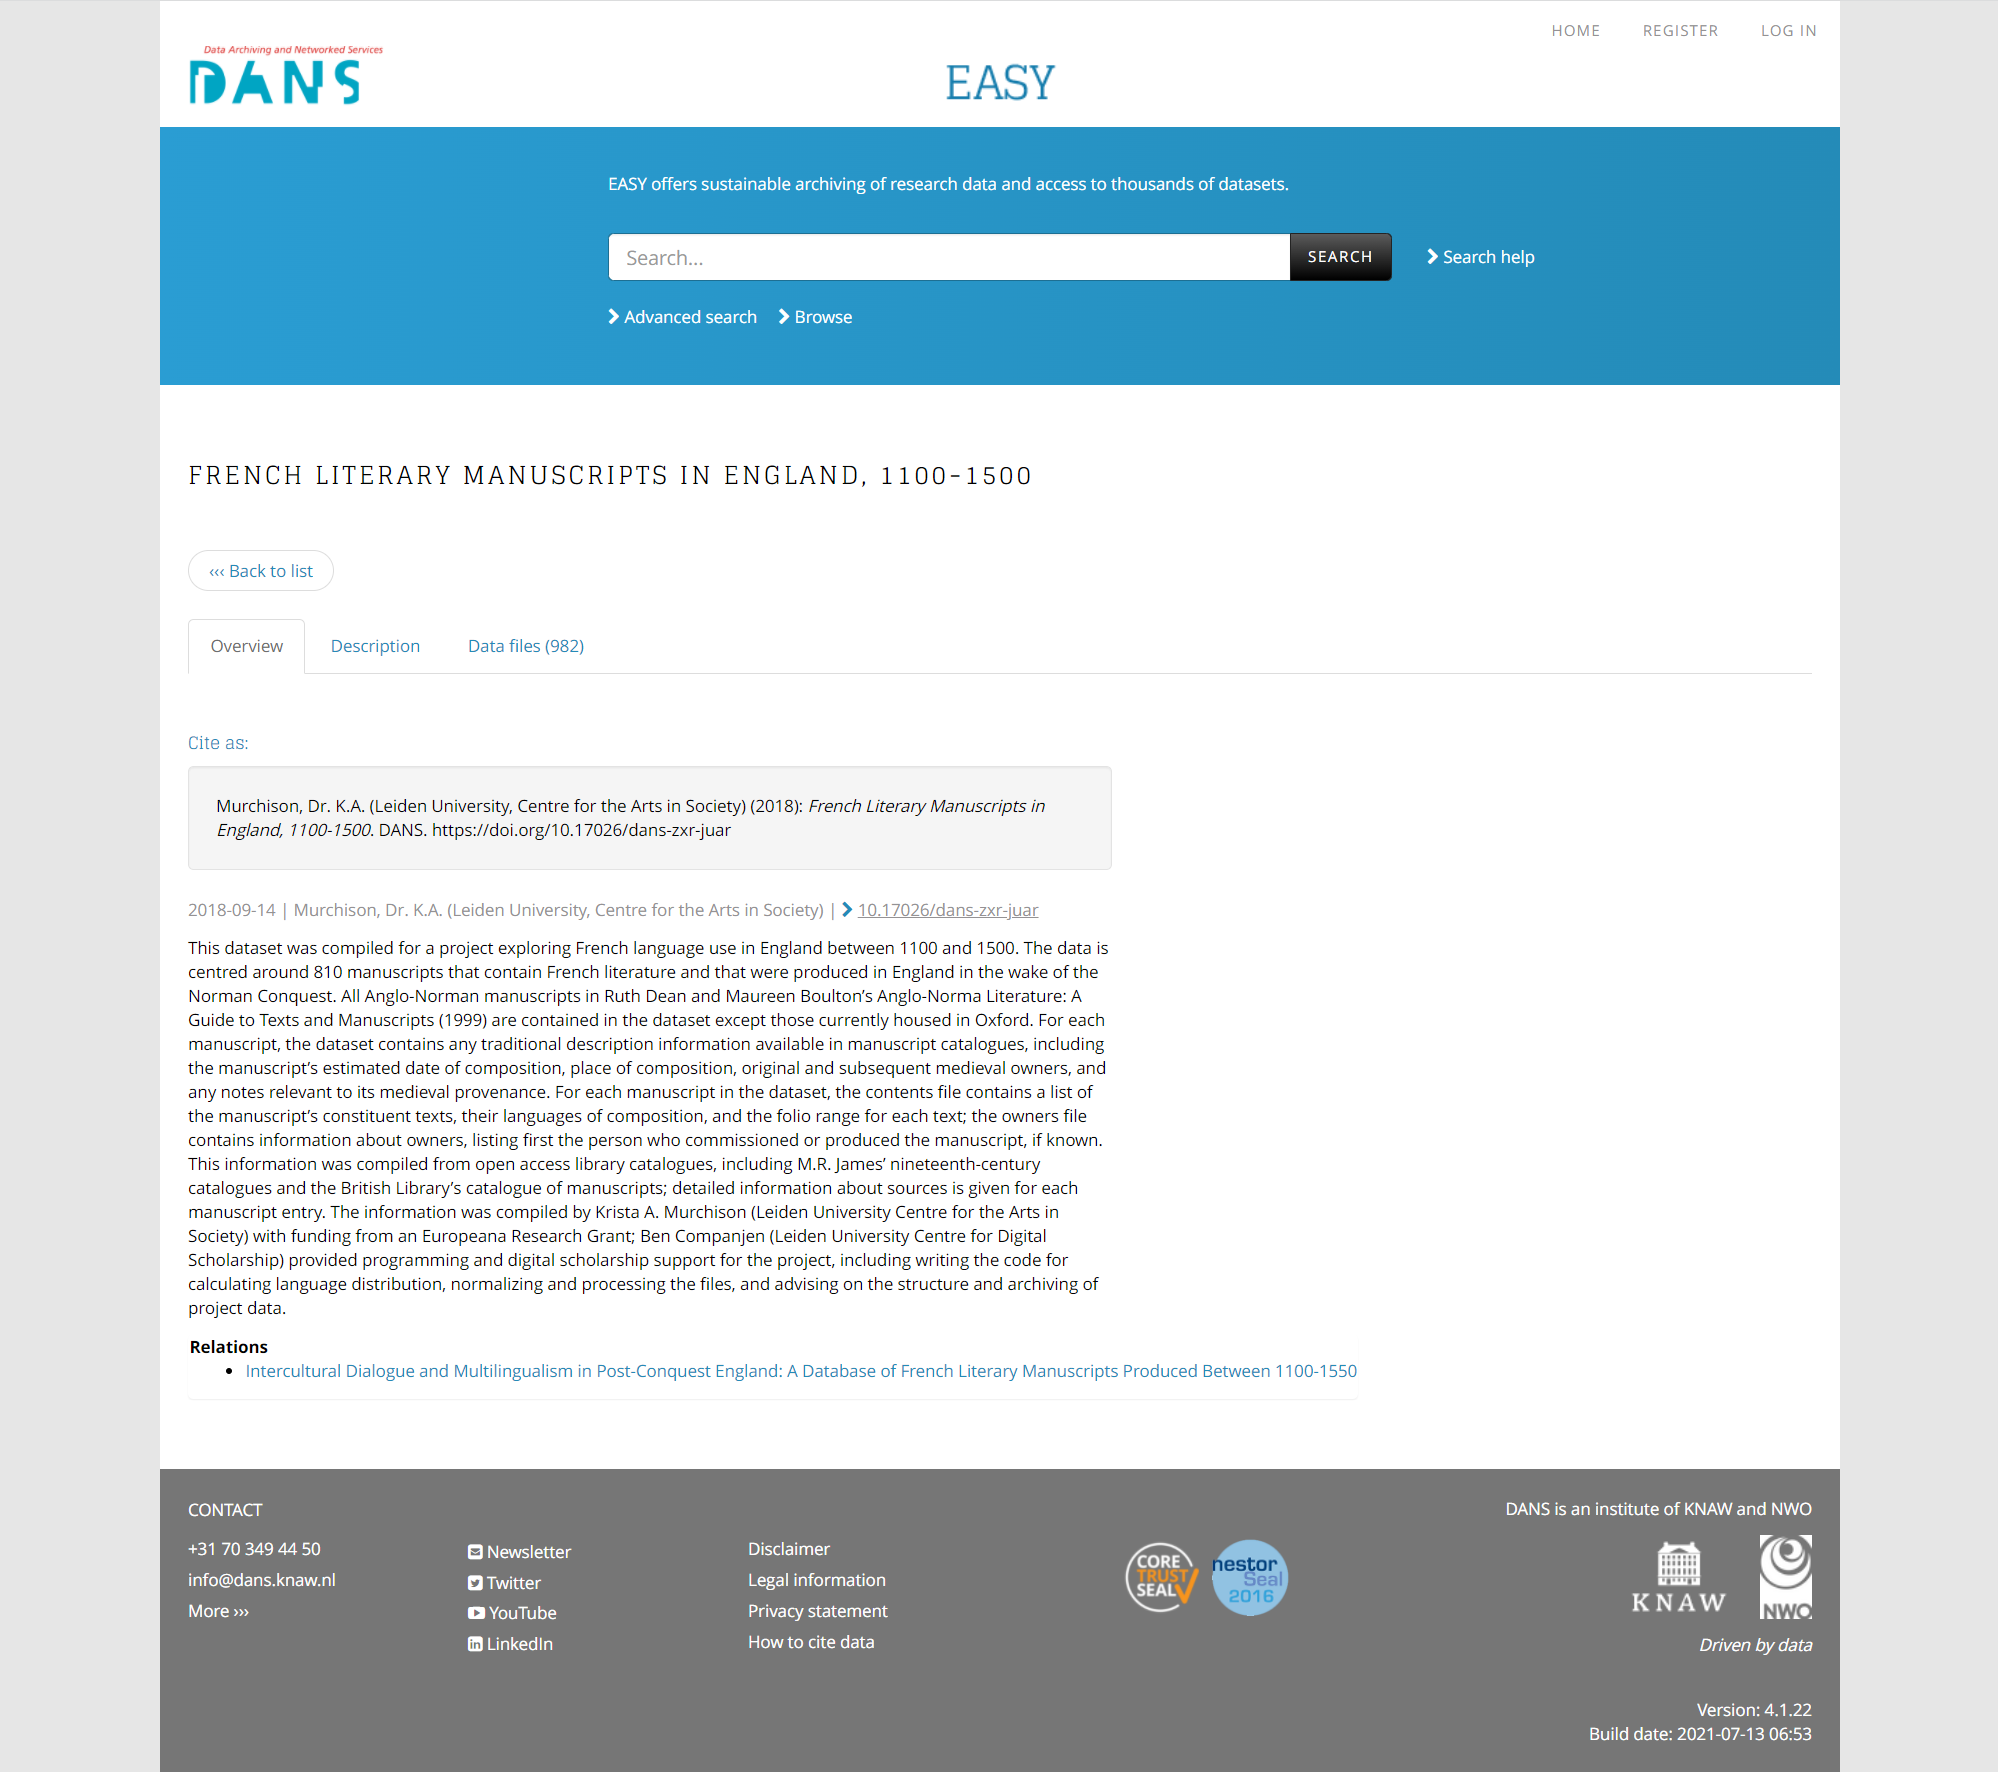 HOME REGISTER LOG IN
Data Archiving and Networked Services
DANS
EASY
EASY offers sustainable archiving of research data and access to thousands of datasets.
Search... SEARCH Search help
Advanced search Browse
FRENCH LITERARY MANUSCRIPTS IN ENGLAND, 1100-1500
‹‹‹ Back to list
Overview Description Data files (982)
Cite as:
Murchison, Dr. K.A. (Leiden University, Centre for the Arts in Society) (2018): French Literary Manuscripts in
England, 1100-1500. DANS. https://doi.org/10.17026/dans-zxr-juar
2018-09-14 | Murchison, Dr. K.A. (Leiden University, Centre for the Arts in Society) | 10.17026/dans-zxr-juar
This dataset was compiled for a project exploring French language use in England between 1100 and 1500. The data is
centred around 810 manuscripts that contain French literature and that were produced in England in the wake of the
Norman Conquest. All Anglo-Norman manuscripts in Ruth Dean and Maureen Boulton’s Anglo-Norma Literature: A
Guide to Texts and Manuscripts (1999) are contained in the dataset except those currently housed in Oxford. For each
manuscript, the dataset contains any traditional description information available in manuscript catalogues, including
the manuscript’s estimated date of composition, place of composition, original and subsequent medieval owners, and
any notes relevant to its medieval provenance. For each manuscript in the dataset, the contents file contains a list of
the manuscript’s constituent texts, their languages of composition, and the folio range for each text; the owners file
contains information about owners, listing first the person who commissioned or produced the manuscript, if known.
This information was compiled from open access library catalogues, including M.R. James’ nineteenth-century
catalogues and the British Library’s catalogue of manuscripts; detailed information about sources is given for each
manuscript entry. The information was compiled by Krista A. Murchison (Leiden University Centre for the Arts in
Society) with funding from an Europeana Research Grant; Ben Companjen (Leiden University Centre for Digital
Scholarship) provided programming and digital scholarship support for the project, including writing the code for
calculating language distribution, normalizing and processing the files, and advising on the structure and archiving of
project data.
Relations
• Intercultural Dialogue and Multilingualism in Post-Conquest England: A Database of French Literary Manuscripts Produced Between 1100-1550
CONTACT
+31 70 349 44 50
info@dans.knaw.nl
More ›››
Newsletter
Twitter
YouTube
LinkedIn
Disclaimer
Legal information
Privacy statement
How to cite data
CORE
TRUST
SEAL
nestor
Seal
2016
DANS is an institute of KNAW and NWO
KNAW
NWO
Driven by data
Version: 4.1.22
Build date: 2021-07-13 06:53